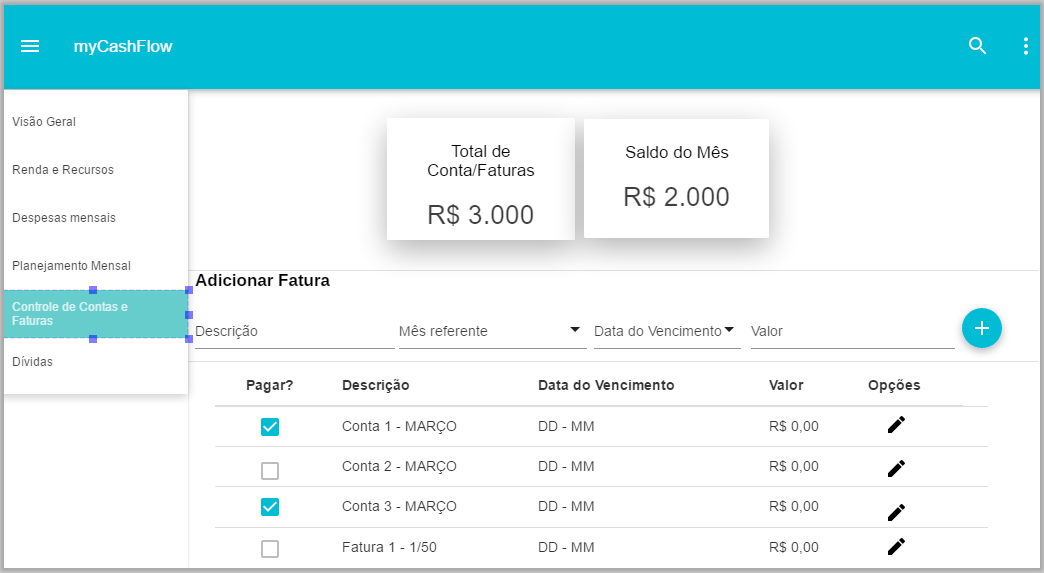 myCashFlow
Visão Geral
Renda e Recursos
Despesas mensais
Planejamento Mensal
Controle de Contas e
Faturas
Dívidas
Total de
Conta/Faturas
R$ 3.000
Saldo do Mês
R$ 2.000
Adicionar Fatura
Descrição Mês referente Data do Vencimento Valor
Pagar? Descrição Data do Vencimento Valor Opções
Conta 1 - MARÇO DD - MM R$ 0,00
Conta 2 - MARÇO DD - MM R$ 0,00
Conta 3 - MARÇO DD - MM R$ 0,00
Fatura 1 - 1/50 DD - MM R$ 0,00